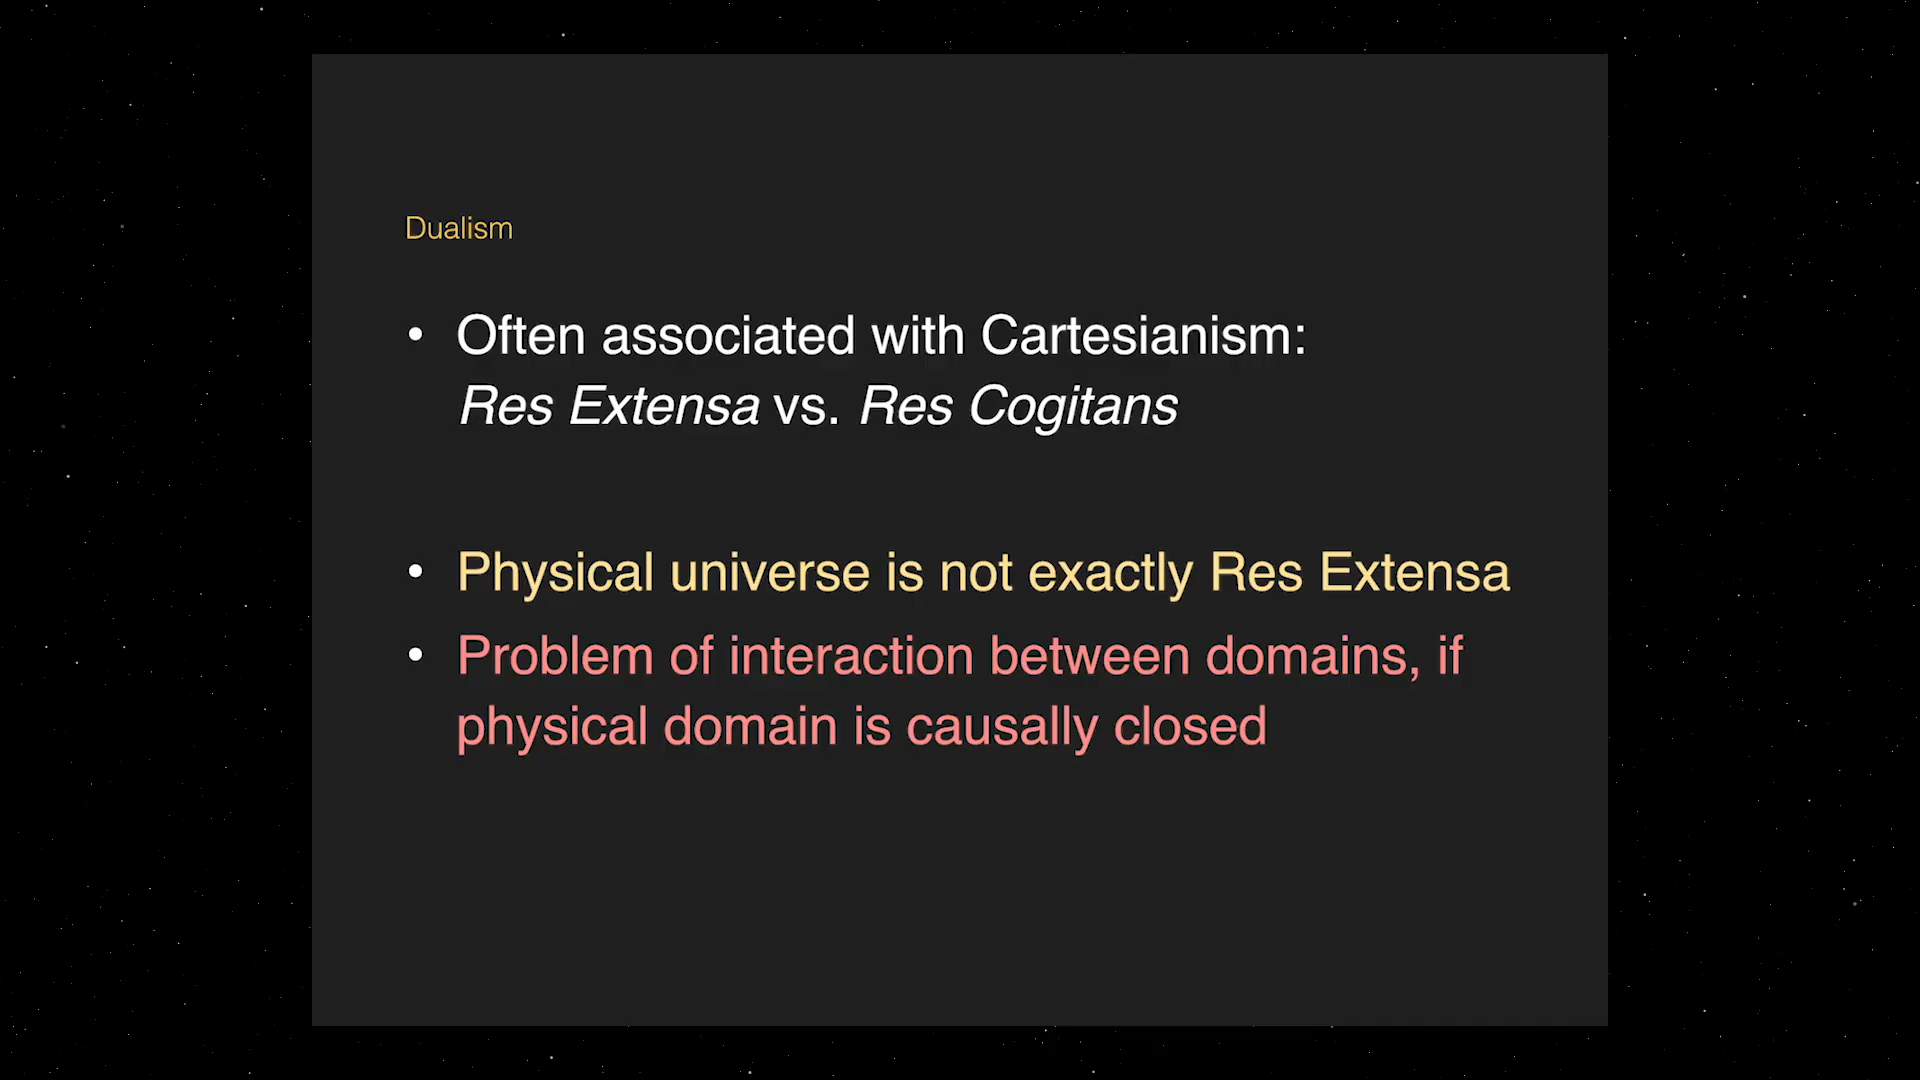 Dualism
• Often associated with Cartesianism:
Res Extensa vs. Res Cogitans
• Physical universe is not exactly Res Extensa
• Problem of interaction between domains, if
physical domain is causally closed